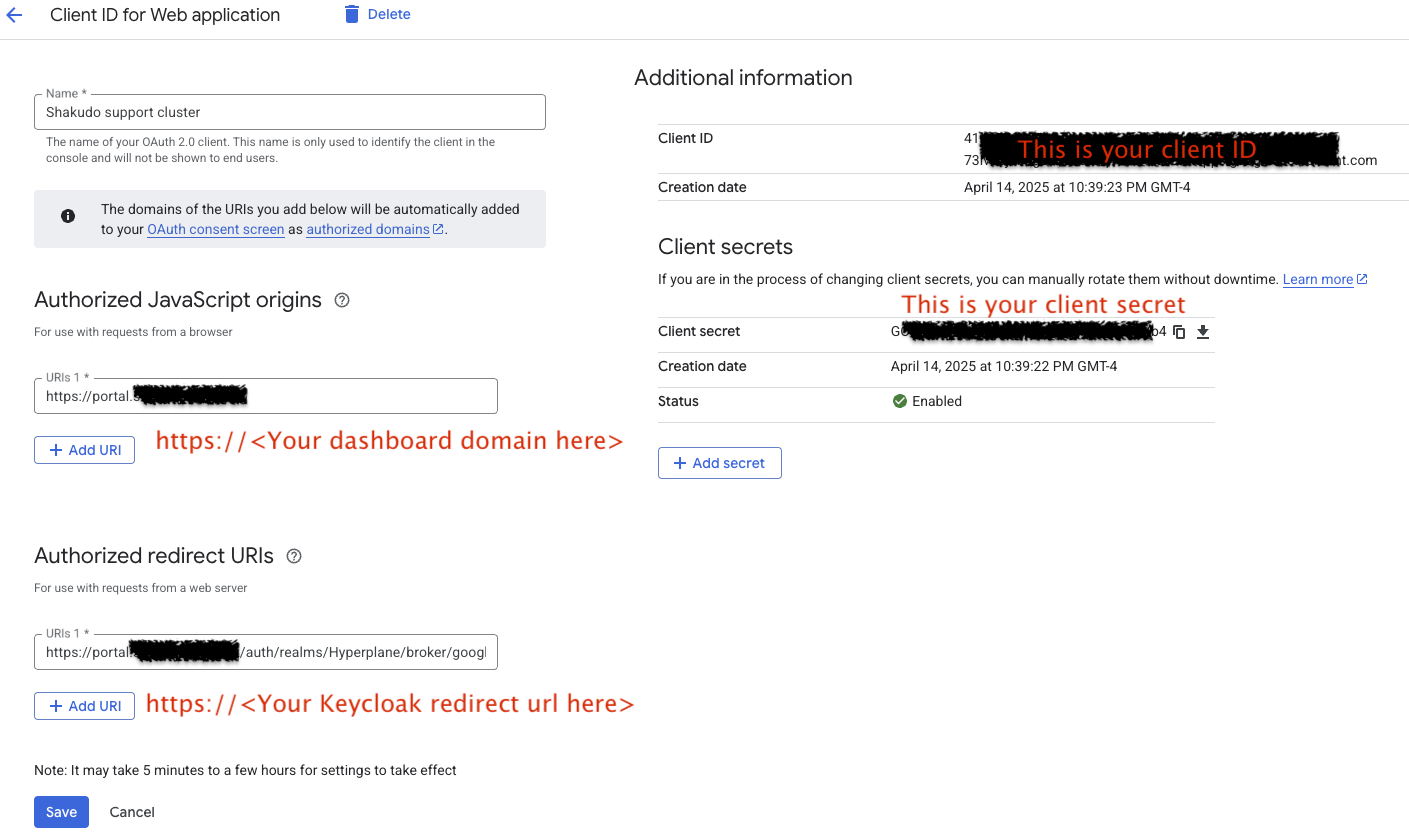 Client ID for Web application
Delete
Name *
Shakudo support cluster
The name of your OAuth 2.0 client. This name is only used to identify the client in the
console and will not be shown to end users.
The domains of the URIs you add below will be automatically added
to your OAuth consent screen as authorized domains.
Authorized JavaScript origins
For use with requests from a browser
URIs 1 *
https://portal.
Add URI
https://<Your dashboard domain here>
Authorized redirect URIs
For use with requests from a web server
URIs 1 *
https://portal. /auth/realms/Hyperplane/broker/googl
Add URI
https://<Your Keycloak redirect url here>
Note: It may take 5 minutes to a few hours for settings to take effect
Save
Cancel
Additional information
Client ID
41
This is your client ID
nt.com
Creation date
April 14, 2025 at 10:39:23 PM GMT-4
Client secrets
If you are in the process of changing client secrets, you can manually rotate them without downtime. Learn more
This is your client secret
Client secret
Creation date
April 14, 2025 at 10:39:22 PM GMT-4
Status
Enabled
Add secret